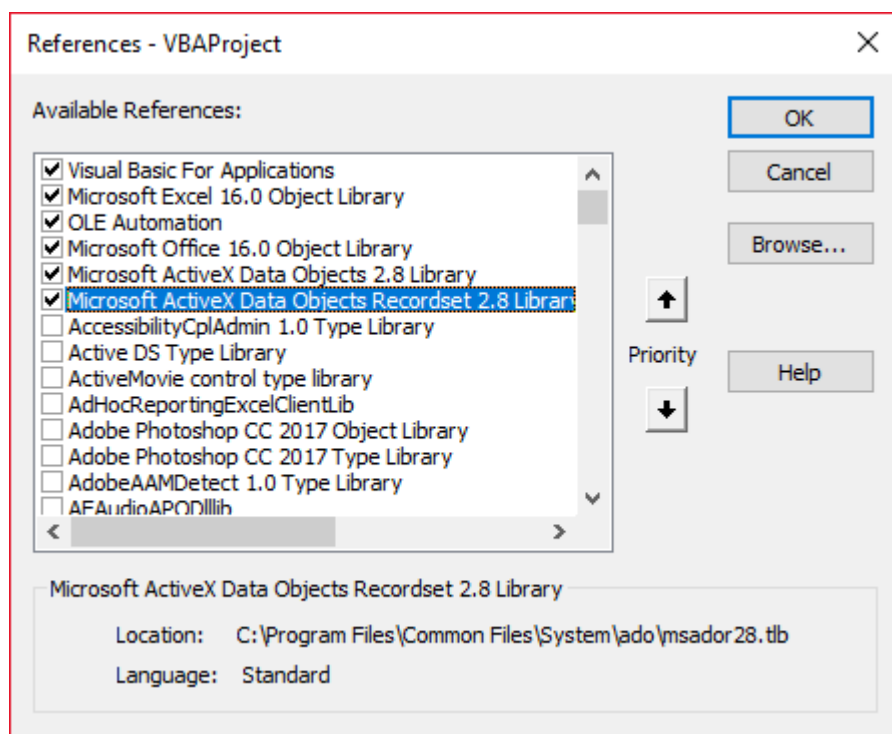 References - VBAProject
Available References:
OK
Cancel
Browse...
Help
Visual Basic For Applications
Microsoft Excel 16.0 Object Library
OLE Automation
Microsoft Office 16.0 Object Library
Microsoft ActiveX Data Objects 2.8 Library
Microsoft ActiveX Data Objects Recordset 2.8 Library
AccessibilityCplAdmin 1.0 Type Library
Active DS Type Library
ActiveMovie control type library
AdHocReportingExcelClientLib
Adobe Photoshop CC 2017 Object Library
Adobe Photoshop CC 2017 Type Library
AdobeAAMDetect 1.0 Type Library
AFAudioAPODlllib
Priority
Microsoft ActiveX Data Objects Recordset 2.8 Library
Location: C:\Program Files\Common Files\System\ado\msador28.tlb
Language: Standard